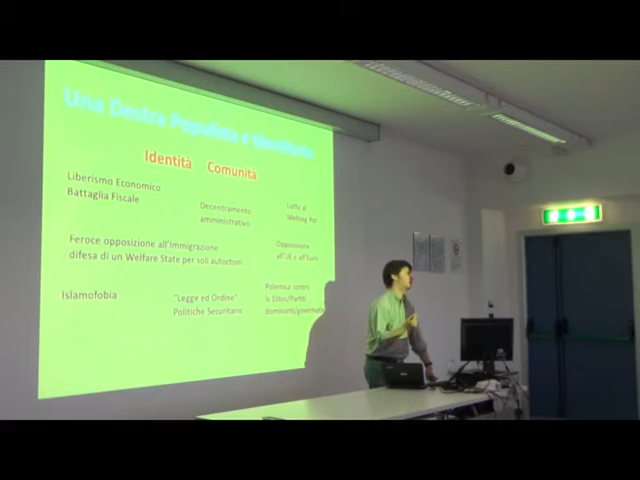 Una Destra Populista e Identitaria
Identità Comunità
Liberismo Economico
Battaglia Fiscale
Decentramento
amministrativo
Lotta al
Melting Pot
Feroce opposizione all'Immigrazione
difesa di un Welfare State per soli autoctoni
Opposizione
all'UE e all'Euro
Islamofobia
"Legge ed Ordine"
Politiche Securitarie
Polemica contro
le Elites/Partiti
dominanti/governativi